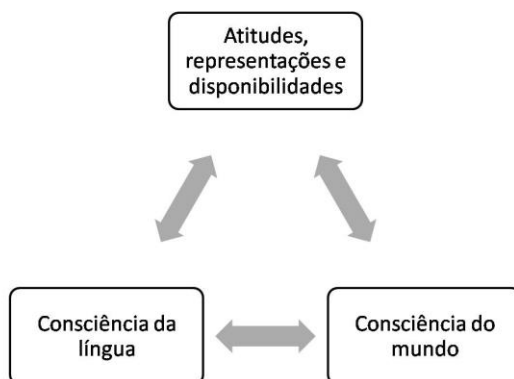 Atitudes,
representações e
disponibilidades
Consciência da
língua
Consciência do
mundo